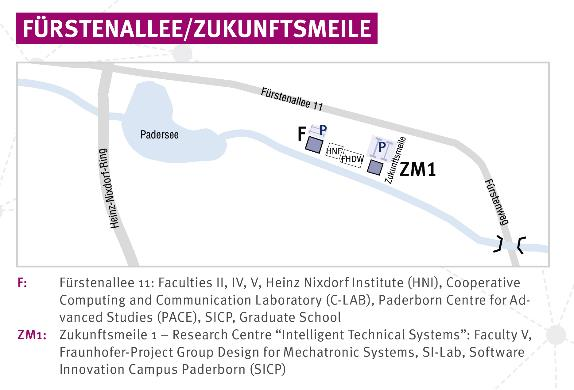 FÜRSTENALLEE/ZUKUNFTSMEILE
Fürstenallee 11
Padersee
F
P
P
HNF
FHDW
Zukunftsmeile
ZM1
Heinz-Nixdorf-Ring
Fürstenweg
F: Fürstenallee 11: Faculties II, IV, V, Heinz Nixdorf Institute (HNI), Cooperative
Computing and Communication Laboratory (C-LAB), Paderborn Centre for Ad-
vanced Studies (PACE), SICP, Graduate School
ZM1: Zukunftsmeile 1 – Research Centre “Intelligent Technical Systems”: Faculty V,
Fraunhofer-Project Group Design for Mechatronic Systems, SI-Lab, Software
Innovation Campus Paderborn (SICP)